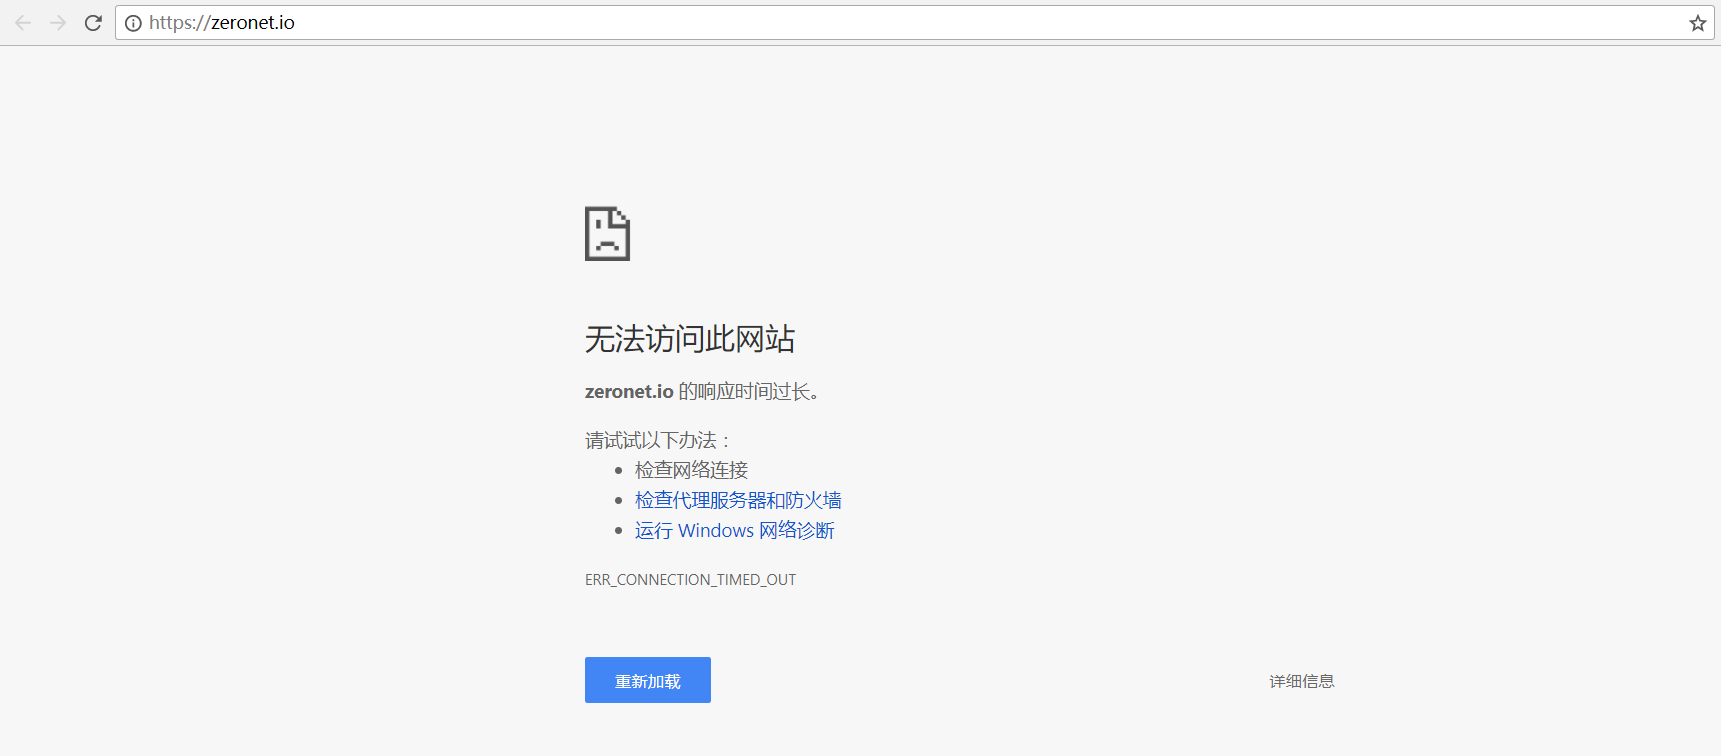 https://zeronet.io
无法访问此网站
zeronet.io 的响应时间过长。
请试试以下办法：
检查网络连接
检查代理服务器和防火墙
运行 Windows 网络诊断
ERR_CONNECTION_TIMED_OUT
重新加载
详细信息